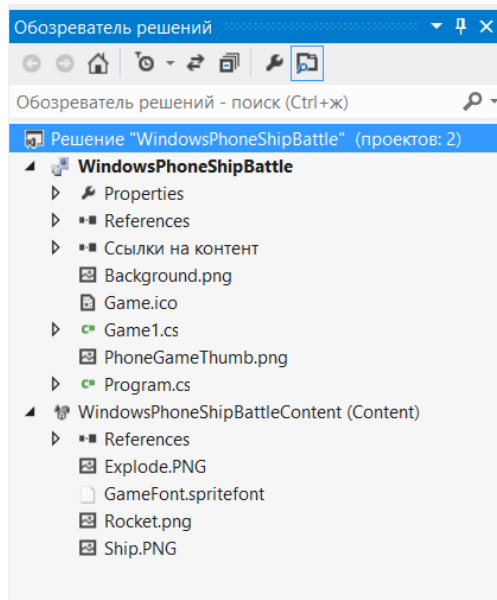 Обозреватель решений
Обозреватель решений - поиск (Ctrl+ж)
Решение "WindowsPhoneShipBattle" (проектов: 2)
WindowsPhoneShipBattle
Properties
References
Ссылки на контент
Background.png
Game.ico
C# Game1.cs
PhoneGameThumb.png
C# Program.cs
WindowsPhoneShipBattleContent (Content)
References
Explode.PNG
GameFont.spritefont
Rocket.png
Ship.PNG